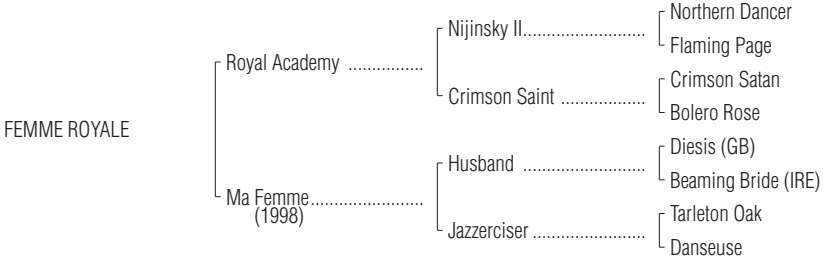 Northern Dancer
Nijinsky II..........................
Flaming Page
Royal Academy ................
Crimson Satan
Crimson Saint ..................
Bolero Rose
FEMME ROYALE
Diesis (GB)
Husband ..........................
Beaming Bride (IRE)
Ma Femme........................
(1998)
Tarleton Oak
Jazzerciser ........................
Danseuse